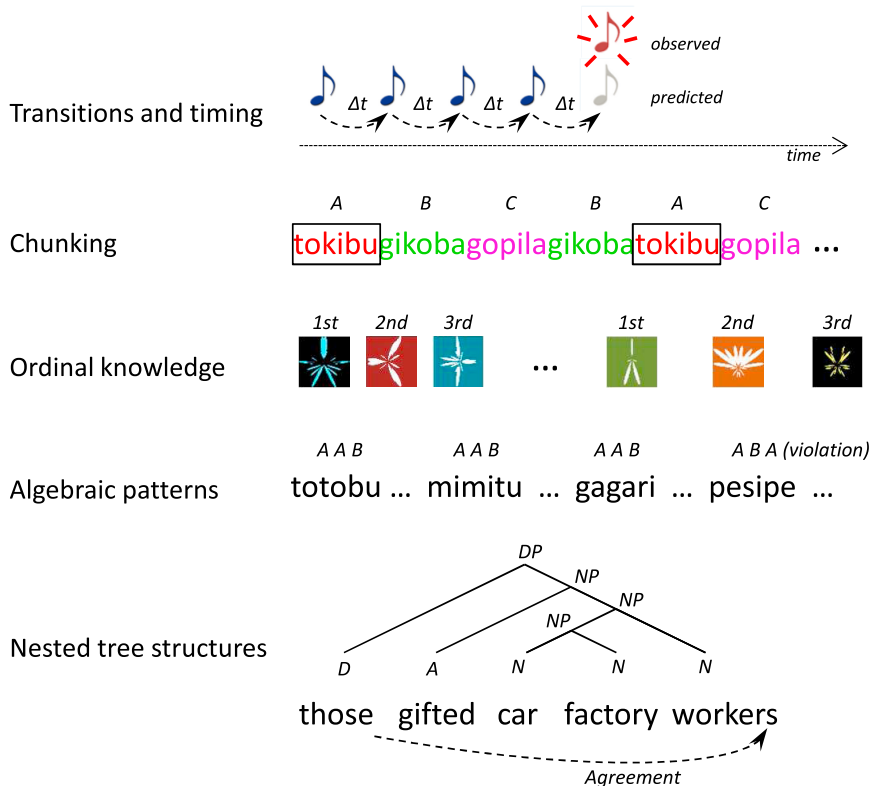 observed
Δt Δt Δt Δt predicted
Transitions and timing
time
A B C B A C
Chunking tokibugikobagopilagikobatokibugopila ...
1st 2nd 3rd 1st 2nd 3rd
Ordinal knowledge ...
A A B A A B A A B A B A (violation)
Algebraic patterns totobu ... mimitu ... gagari ... pesipe ...
DP
NP
NP
NP
Nested tree structures
D A N N N
those gifted car factory workers
Agreement